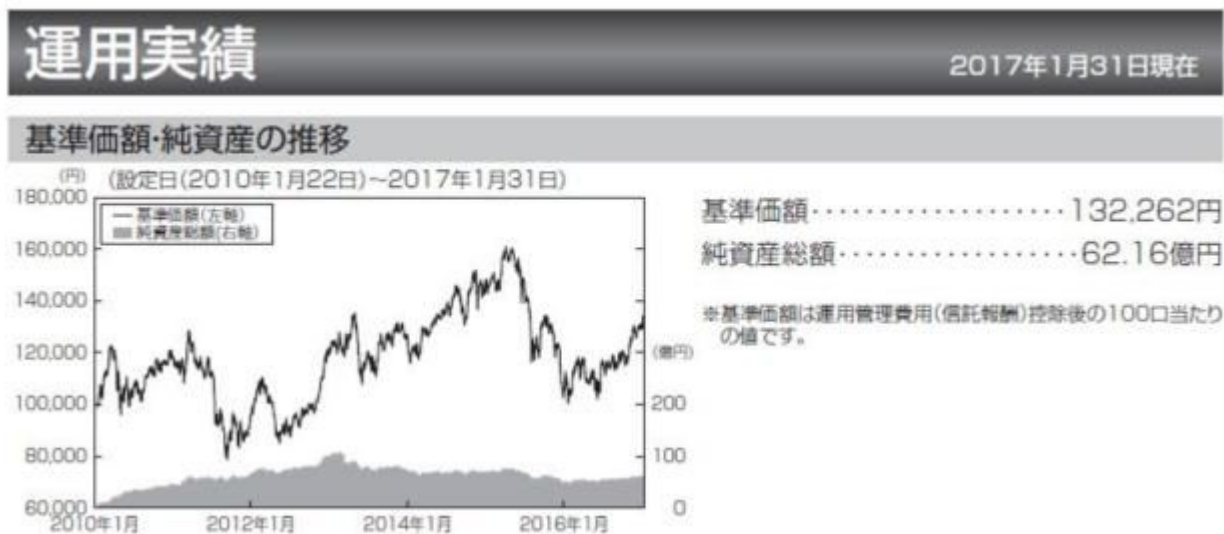 運用実績
2017年1月31日現在
基準価額・純資産の推移
(円) (設定日(2010年1月22日)~2017年1月31日)
180,000
160,000
140,000
120,000
100,000
80,000
60,000
基準価額(左軸)
純資産総額(右軸)
(億円)
200
100
0
2010年1月 2012年1月 2014年1月 2016年1月
基準価額・・・・・・・・・・・・・・・・・・・132,262円
純資産総額・・・・・・・・・・・・・・・・・・62.16億円
※基準価額は運用管理費用(信託報酬)控除後の100口当たり
の値です。